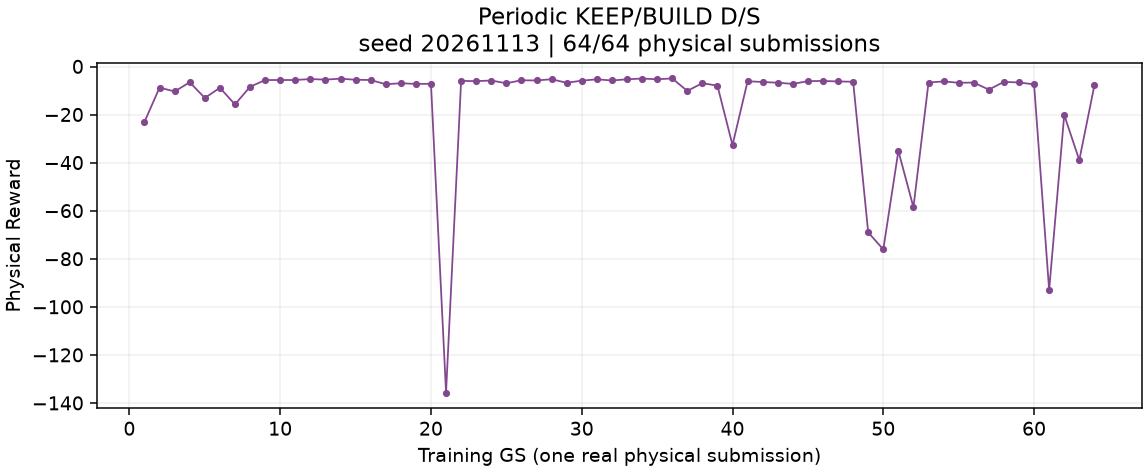 Periodic KEEP/BUILD D/S
seed 20261113 | 64/64 physical submissions
Physical Reward
0
−20
−40
−60
−80
−100
−120
−140
0 10 20 30 40 50 60
Training GS (one real physical submission)